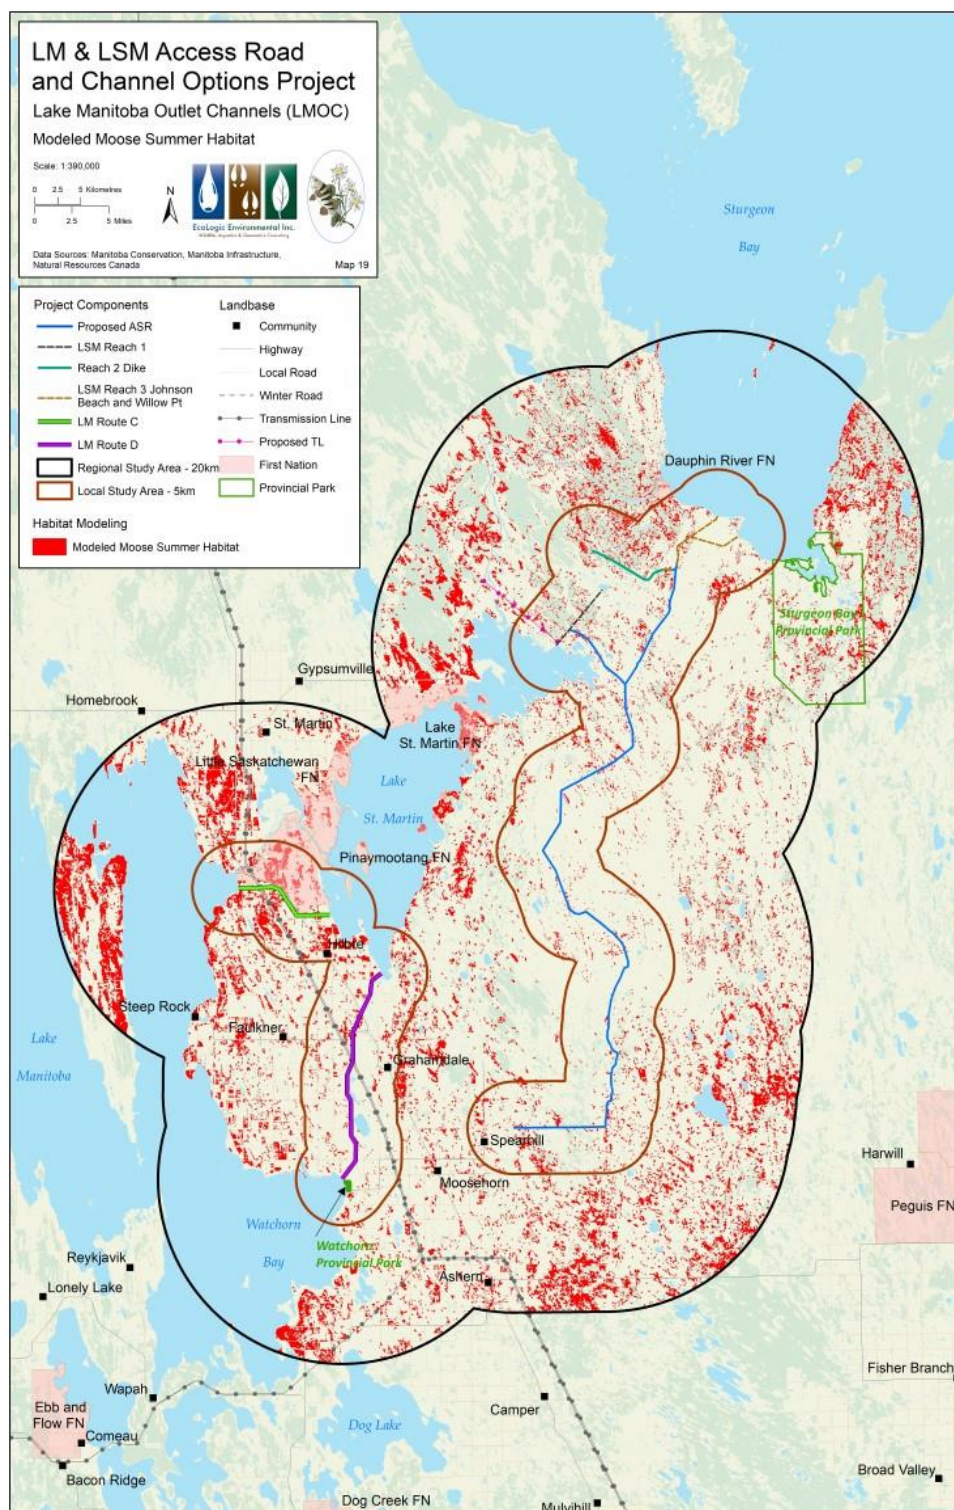 LM & LSM Access Road
and Channel Options Project
Lake Manitoba Outlet Channels (LMOC)
Modeled Moose Summer Habitat
Scale: 1:390,000
0 2.5 5 Kilometres
0 2.5 5 Miles
N
EcoLogic Environmental Inc.
Data Sources: Manitoba Conservation, Manitoba Infrastructure,
Natural Resources Canada
Map 19
Project Components
Proposed ASR
LSM Reach 1
Reach 2 Dike
LSM Reach 3 Johnson
Beach and Willow Pt
LM Route C
LM Route D
Regional Study Area - 20km
Local Study Area - 5km
Landbase
Community
Highway
Local Road
Winter Road
Transmission Line
Proposed TL
First Nation
Provincial Park
Habitat Modeling
Modeled Moose Summer Habitat
Sturgeon
Bay
Dauphin River FN
Sturgeon Bay
Provincial Park
Gypsumville
Homebrook
St. Martin
Lake
St. Martin FN
Little Saskatchewan
FN
Lake
St. Martin
Pinaymootang FN
Hilbre
Steep Rock
Faulkner
Lake
Manitoba
Grahamdale
Spearhill
Moosehorn
Harwill
Peguis FN
Watchorn
Bay
Watchorn
Provincial Park
Reykjavik
Lonely Lake
Ashern
Fisher Branch
Wapah
Ebb and
Flow FN
Comeau
Bacon Ridge
Camper
Dog Lake
Broad Valley
Dog Creek FN
Mulvihill